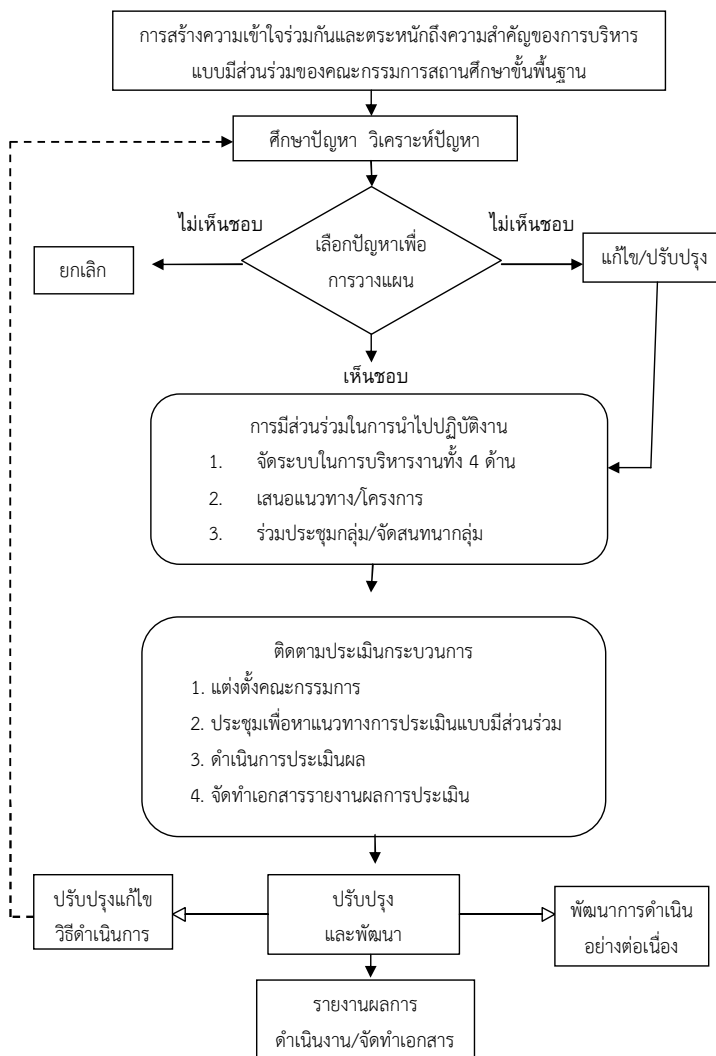 การสร้างความเข้าใจร่วมกันและตระหนักถึงความสำคัญของการบริหาร
แบบมีส่วนร่วมของคณะกรรมการสถานศึกษาขั้นพื้นฐาน
ศึกษาปัญหา วิเคราะห์ปัญหา
ไม่เห็นชอบ
ไม่เห็นชอบ
ยกเลิก
เลือกปัญหาเพื่อ
การวางแผน
แก้ไข/ปรับปรุง
เห็นชอบ
การมีส่วนร่วมในการนำไปปฏิบัติงาน
1. จัดระบบในการบริหารงานทั้ง 4 ด้าน
2. เสนอแนวทาง/โครงการ
3. ร่วมประชุมกลุ่ม/จัดสนทนากลุ่ม
ติดตามประเมินกระบวนการ
1. แต่งตั้งคณะกรรมการ
2. ประชุมเพื่อหาแนวทางการประเมินแบบมีส่วนร่วม
3. ดำเนินการประเมินผล
4. จัดทำเอกสารรายงานผลการประเมิน
ปรับปรุงแก้ไข
วิธีดำเนินการ
ปรับปรุง
และพัฒนา
พัฒนาการดำเนิน
อย่างต่อเนื่อง
รายงานผลการ
ดำเนินงาน/จัดทำเอกสาร